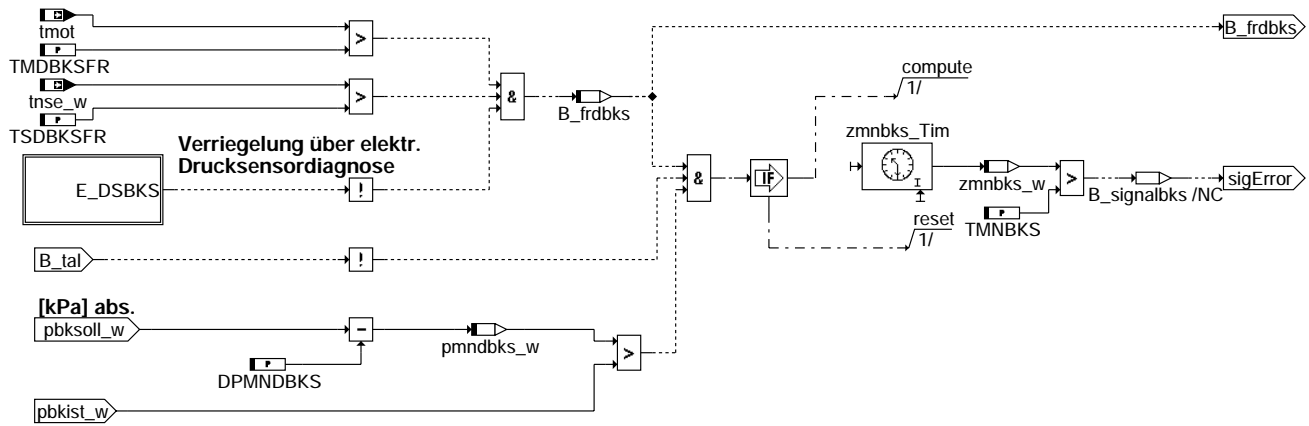 tmot
>
P
TMDBKSFR
tnse_w
>
P
TSDBKSFR
&
B_frdbks
B_frdbks
compute
1/
Verriegelung über elektr.
Drucksensordiagnose
E_DSBKS
!
zmnbks_Tim
I
&
IF
zmnbks_w
>
B_signalbks /NC
sigError
P
TMNBKS
reset
1/
B_tal
!
[kPa] abs.
pbksoll_w
–
pmndbks_w
>
P
DPMNDBKS
pbkist_w